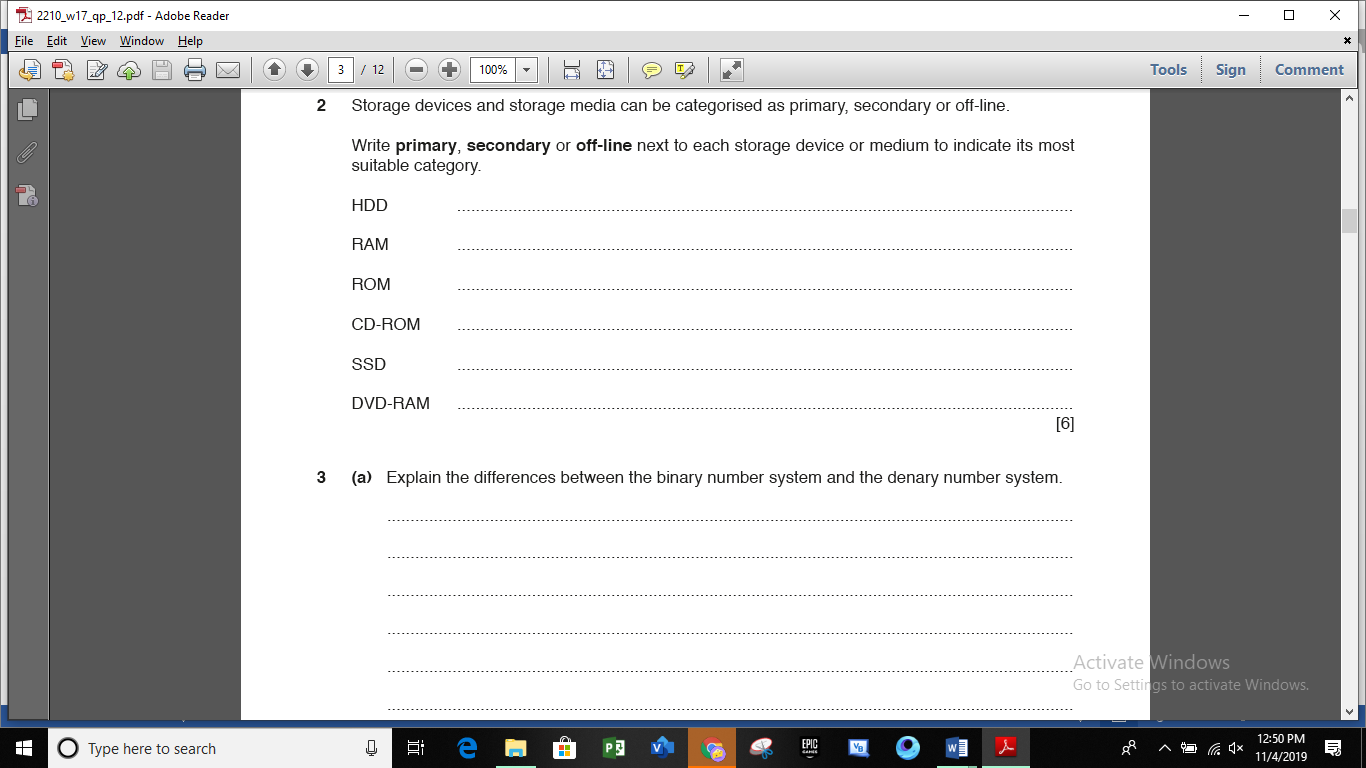 2210_w17_qp_12.pdf - Adobe Reader
File Edit View Window Help
3 / 12 100% Tools Sign Comment
2 Storage devices and storage media can be categorised as primary, secondary or off-line.
Write primary, secondary or off-line next to each storage device or medium to indicate its most
suitable category.
HDD ....................................................................................................................................
RAM ....................................................................................................................................
ROM ....................................................................................................................................
CD-ROM ....................................................................................................................................
SSD ....................................................................................................................................
DVD-RAM ....................................................................................................................................
[6]
3 (a) Explain the differences between the binary number system and the denary number system.
Activate Windows
Go to Settings to activate Windows.
Type here to search
EPIC
GAMES
12:50 PM
11/4/2019